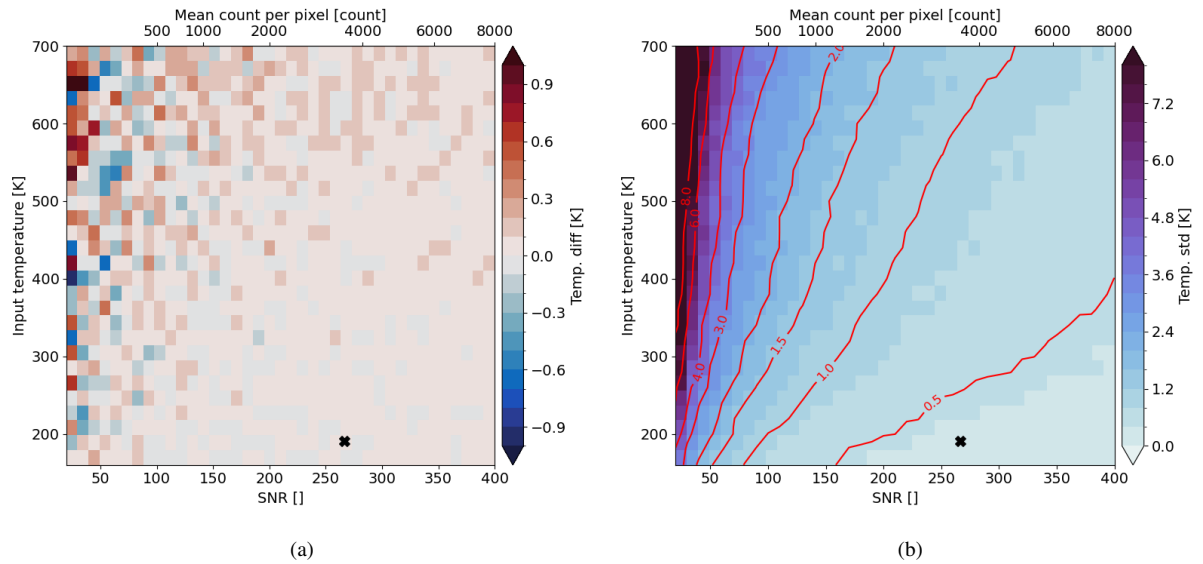 Mean count per pixel [count]
500 1000 2000 4000 6000 8000
700
600
500
400
300
200
Input temperature [K]
50 100 150 200 250 300 350 400
SNR []
0.9
0.6
0.3
0.0
−0.3
−0.6
−0.9
Temp. diff [K]
(a)
Mean count per pixel [count]
500 1000 2000 4000 6000 8000
700
600
500
400
300
200
Input temperature [K]
8.0
6.0
4.0
3.0
2.0
1.5
1.0
0.5
50 100 150 200 250 300 350 400
SNR []
7.2
6.0
4.8
3.6
2.4
1.2
0.0
Temp. std [K]
(b)